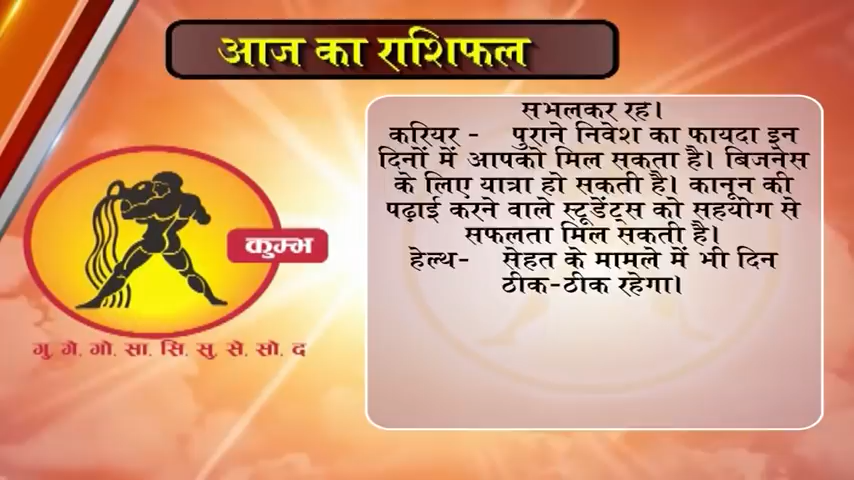 आज का राशिफल
सभलकर रहें।
करियर - पुराने निवेश का फायदा इन
दिनों में आपको मिल सकता है। बिजनेस
के लिए यात्रा हो सकती है। कानून की
पढ़ाई करने वाले स्टूडेंट्स को सहयोग से
सफलता मिल सकती है।
हेल्थ- सेहत के मामले में भी दिन
ठीक-ठीक रहेगा।
कुम्भ
गु. गे. गो. सा. सि. सु. से. सो. द